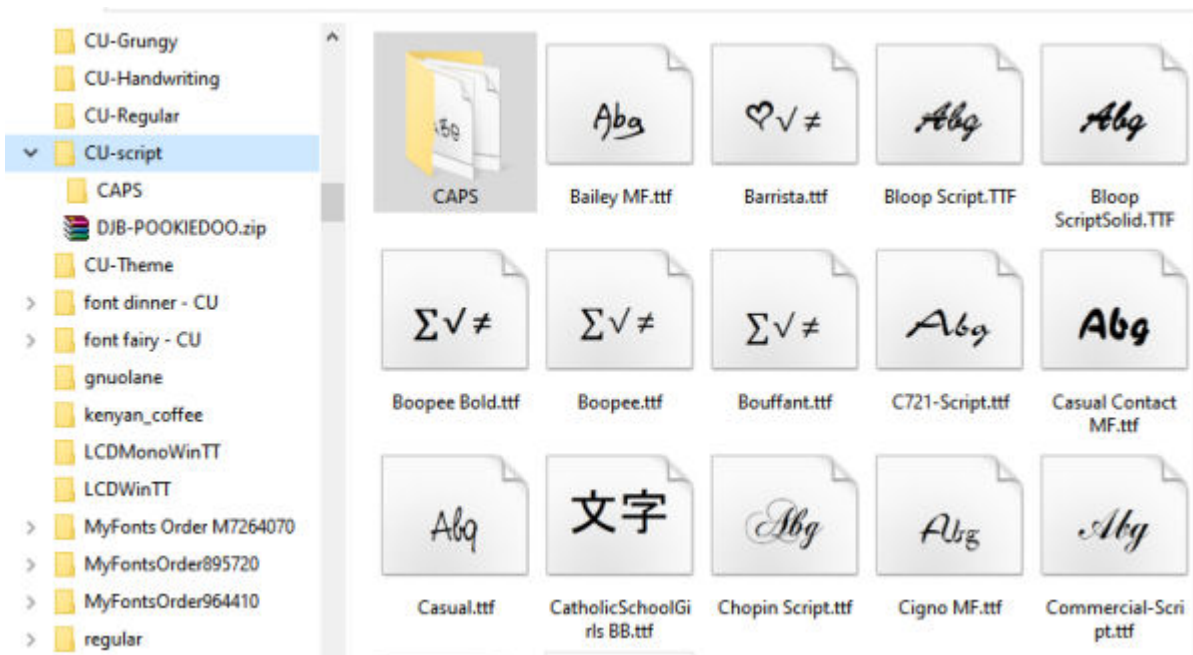 CU-Grungy
CU-Handwriting
CU-Regular
CU-script
CAPS
DJB-POOKIEDOO.zip
CU-Theme
font dinner - CU
font fairy - CU
gnuolane
kenyan_coffee
LCDMonoWinTT
LCDWinTT
MyFonts Order M7264070
MyFontsOrder895720
MyFontsOrder964410
regular
ABG
Abg
♡√≠
Abg
Abg
CAPS
Bailey MF.ttf
Barrista.ttf
Bloop Script.TTF
Bloop
ScriptSolid.TTF
∑√≠
∑√≠
∑√≠
Abg
Abg
Boopee Bold.ttf
Boopee.ttf
Bouffant.ttf
C721-Script.ttf
Casual Contact
MF.ttf
Abg
文字
Abg
Abg
Abg
Casual.ttf
CatholicSchoolGi
rls BB.ttf
Chopin Script.ttf
Cigno MF.ttf
Commercial-Scri
pt.ttf